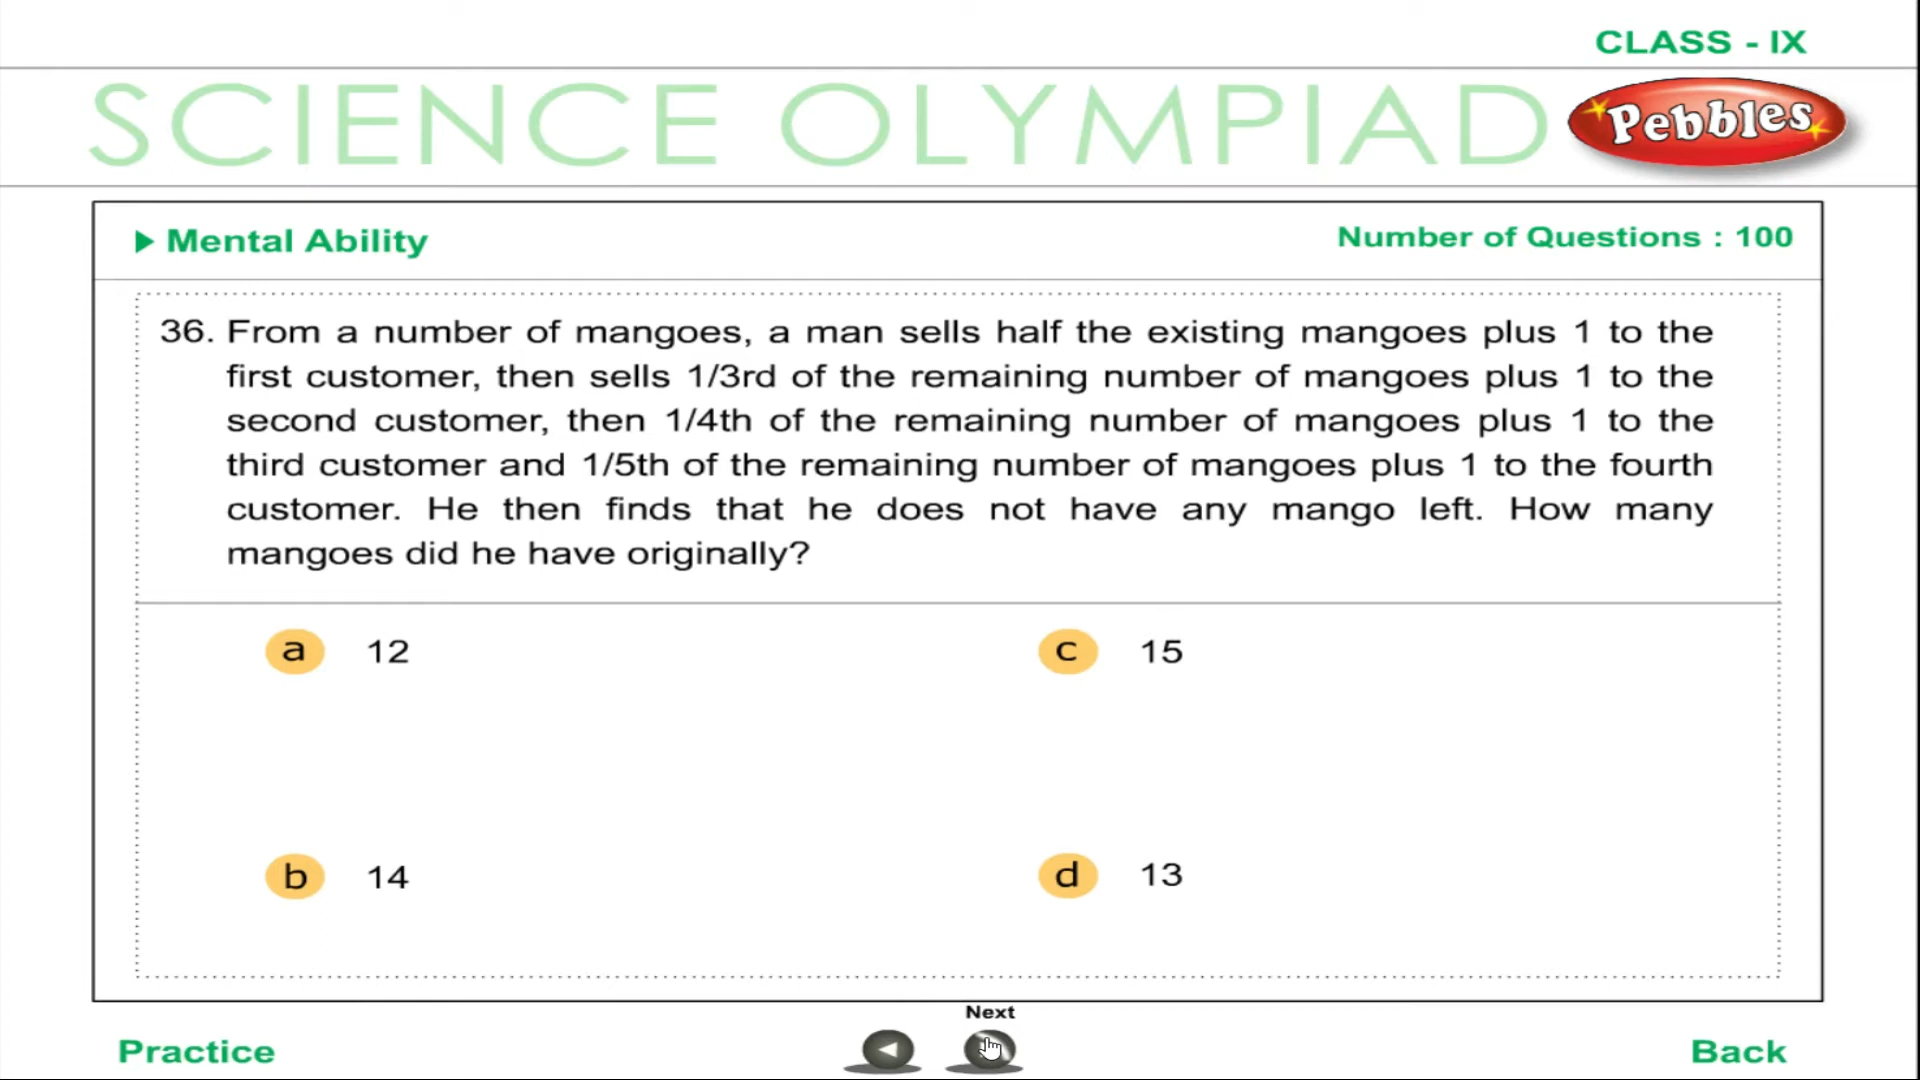 CLASS - IX
SCIENCE OLYMPIAD
Pebbles
Mental Ability
Number of Questions : 100
36. From a number of mangoes, a man sells half the existing mangoes plus 1 to the
first customer, then sells 1/3rd of the remaining number of mangoes plus 1 to the
second customer, then 1/4th of the remaining number of mangoes plus 1 to the
third customer and 1/5th of the remaining number of mangoes plus 1 to the fourth
customer. He then finds that he does not have any mango left. How many
mangoes did he have originally?
a 12
c 15
b 14
d 13
Next
Practice
Back